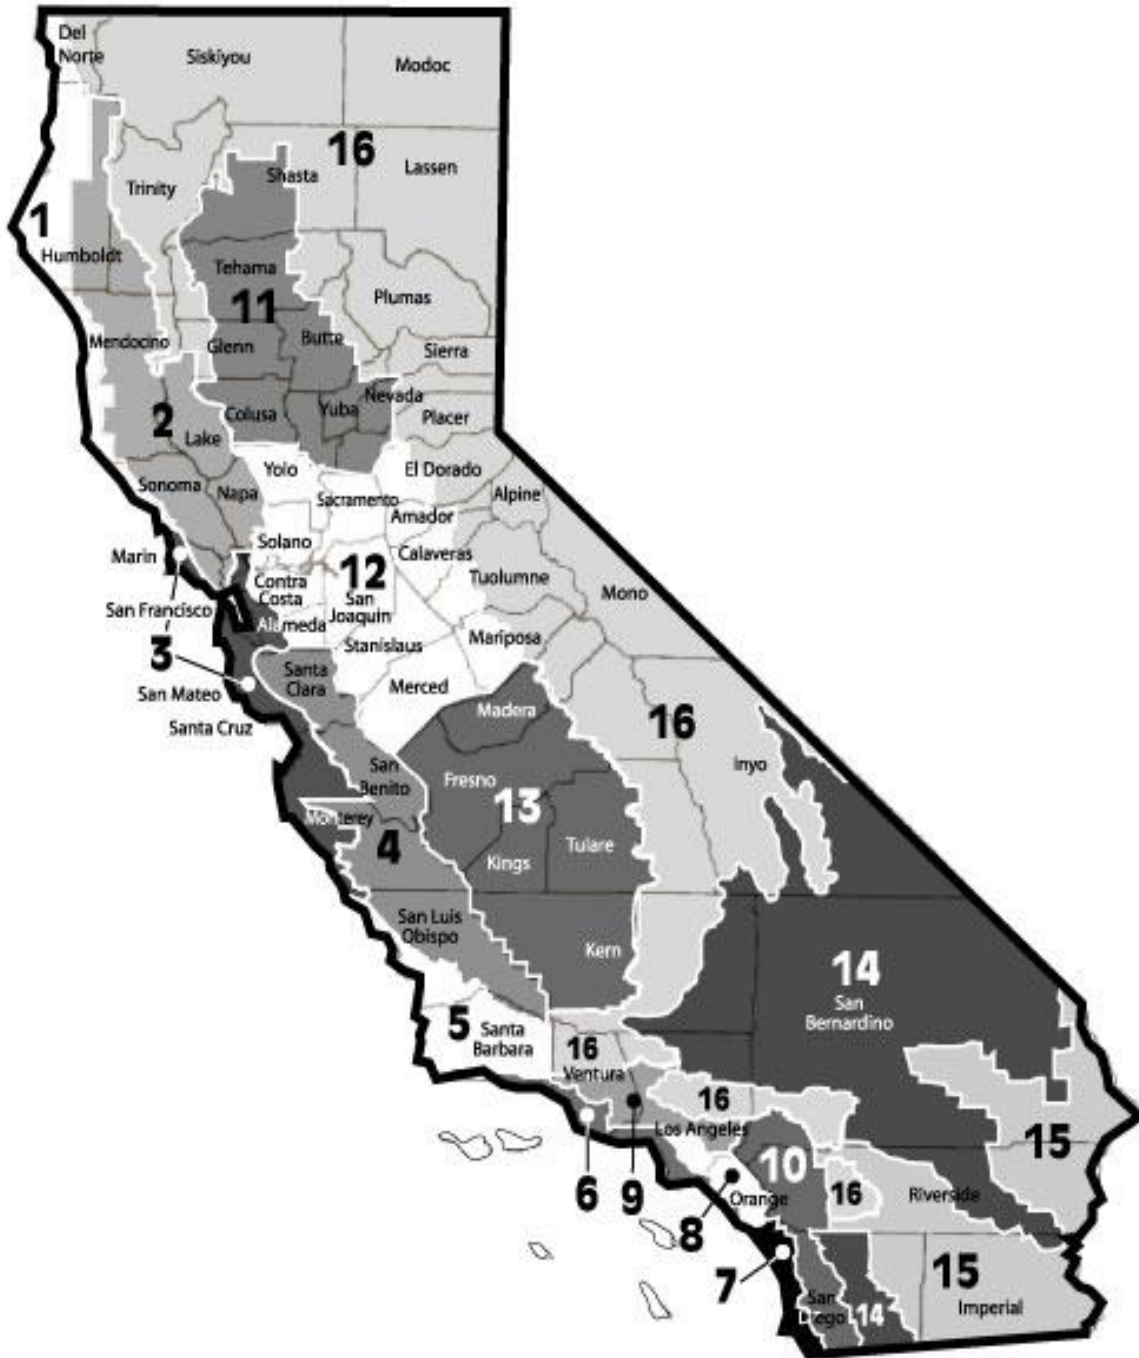 Del
Norte
Siskiyou
Modoc
16
Shasta
Lassen
Trinity
1
Humboldt
Tehama
11
Plumas
Mendocino
Glenn
Butte
Sierra
2
Colusa
Yuba
Nevada
Placer
Lake
Yolo
El Dorado
Sonoma
Napa
Sacramento
Alpine
Amador
Marin
Solano
Calaveras
12
Contra
Costa
Tuolumne
Mono
San Francisco
San
Joaquin
Alameda
3
Stanislaus
Mariposa
San Mateo
Santa
Clara
Merced
Santa Cruz
Madera
16
San
Benito
Fresno
Inyo
13
Monterey
4
Kings
Tulare
San Luis
Obispo
Kern
14
San
Bernardino
5
Santa
Barbara
16
Ventura
16
Los Angeles
15
10
6
9
8
Orange
16
Riverside
7
San
Diego
14
15
Imperial